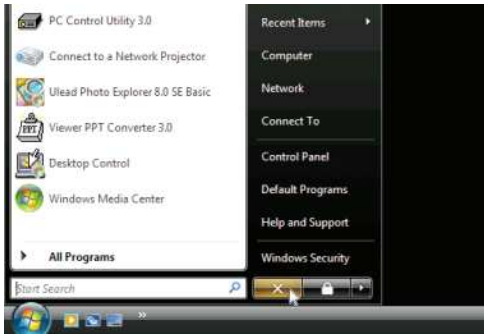 PC Control Utility 3.0
Connect to a Network Projector
Ulead Photo Explorer 8.0 SE Basic
PPT
Viewer PPT Converter 3.0
Desktop Control
Windows Media Center
All Programs
Start Search
Recent Items
Computer
Network
Connect To
Control Panel
Default Programs
Help and Support
Windows Security